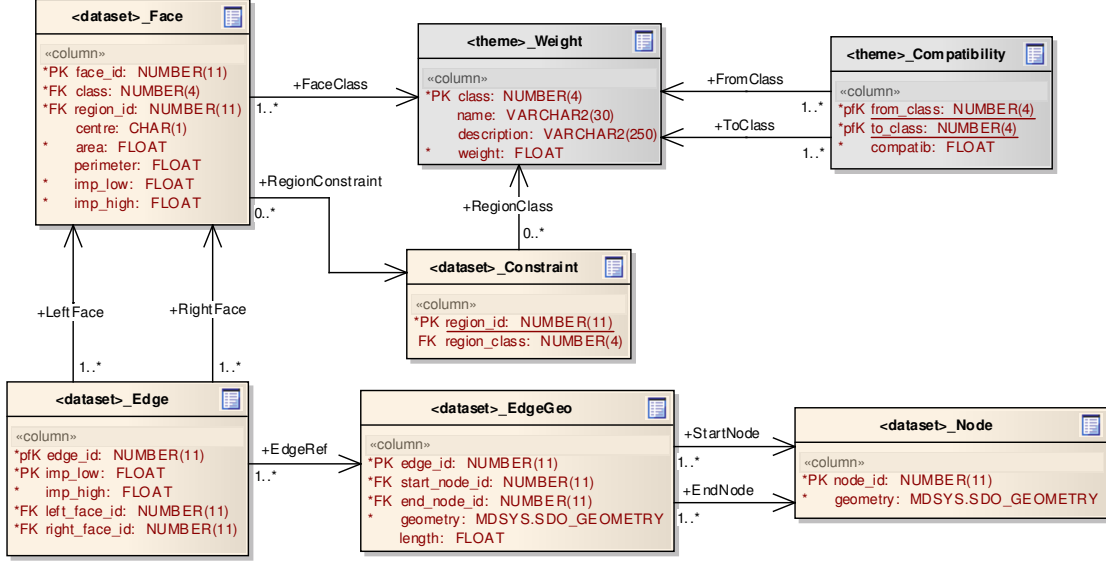 <dataset>_Face
«column»
*PK face_id: NUMBER(11)
*FK class: NUMBER(4)
*FK region_id: NUMBER(11)
centre: CHAR(1)
* area: FLOAT
perimeter: FLOAT
* imp_low: FLOAT
* imp_high: FLOAT
+FaceClass
1..*
<theme>_Weight
«column»
*PK class: NUMBER(4)
name: VARCHAR2(30)
description: VARCHAR2(250)
* weight: FLOAT
+FromClass
1..*
+ToClass
1..*
<theme>_Compatibility
«column»
*pfK from_class: NUMBER(4)
*pfK to_class: NUMBER(4)
* compatib: FLOAT
+RegionConstraint
0..*
+RegionClass
0..*
<dataset>_Constraint
«column»
*PK region_id: NUMBER(11)
FK region_class: NUMBER(4)
+LeftFace
1..*
+RightFace
1..*
<dataset>_Edge
«column»
*pfK edge_id: NUMBER(11)
*PK imp_low: FLOAT
* imp_high: FLOAT
*FK left_face_id: NUMBER(11)
*FK right_face_id: NUMBER(11)
+EdgeRef
1..*
<dataset>_EdgeGeo
«column»
*PK edge_id: NUMBER(11)
*FK start_node_id: NUMBER(11)
*FK end_node_id: NUMBER(11)
* geometry: MDSYS.SDO_GEOMETRY
length: FLOAT
+StartNode
1..*
+EndNode
1..*
<dataset>_Node
«column»
*PK node_id: NUMBER(11)
* geometry: MDSYS.SDO_GEOMETRY